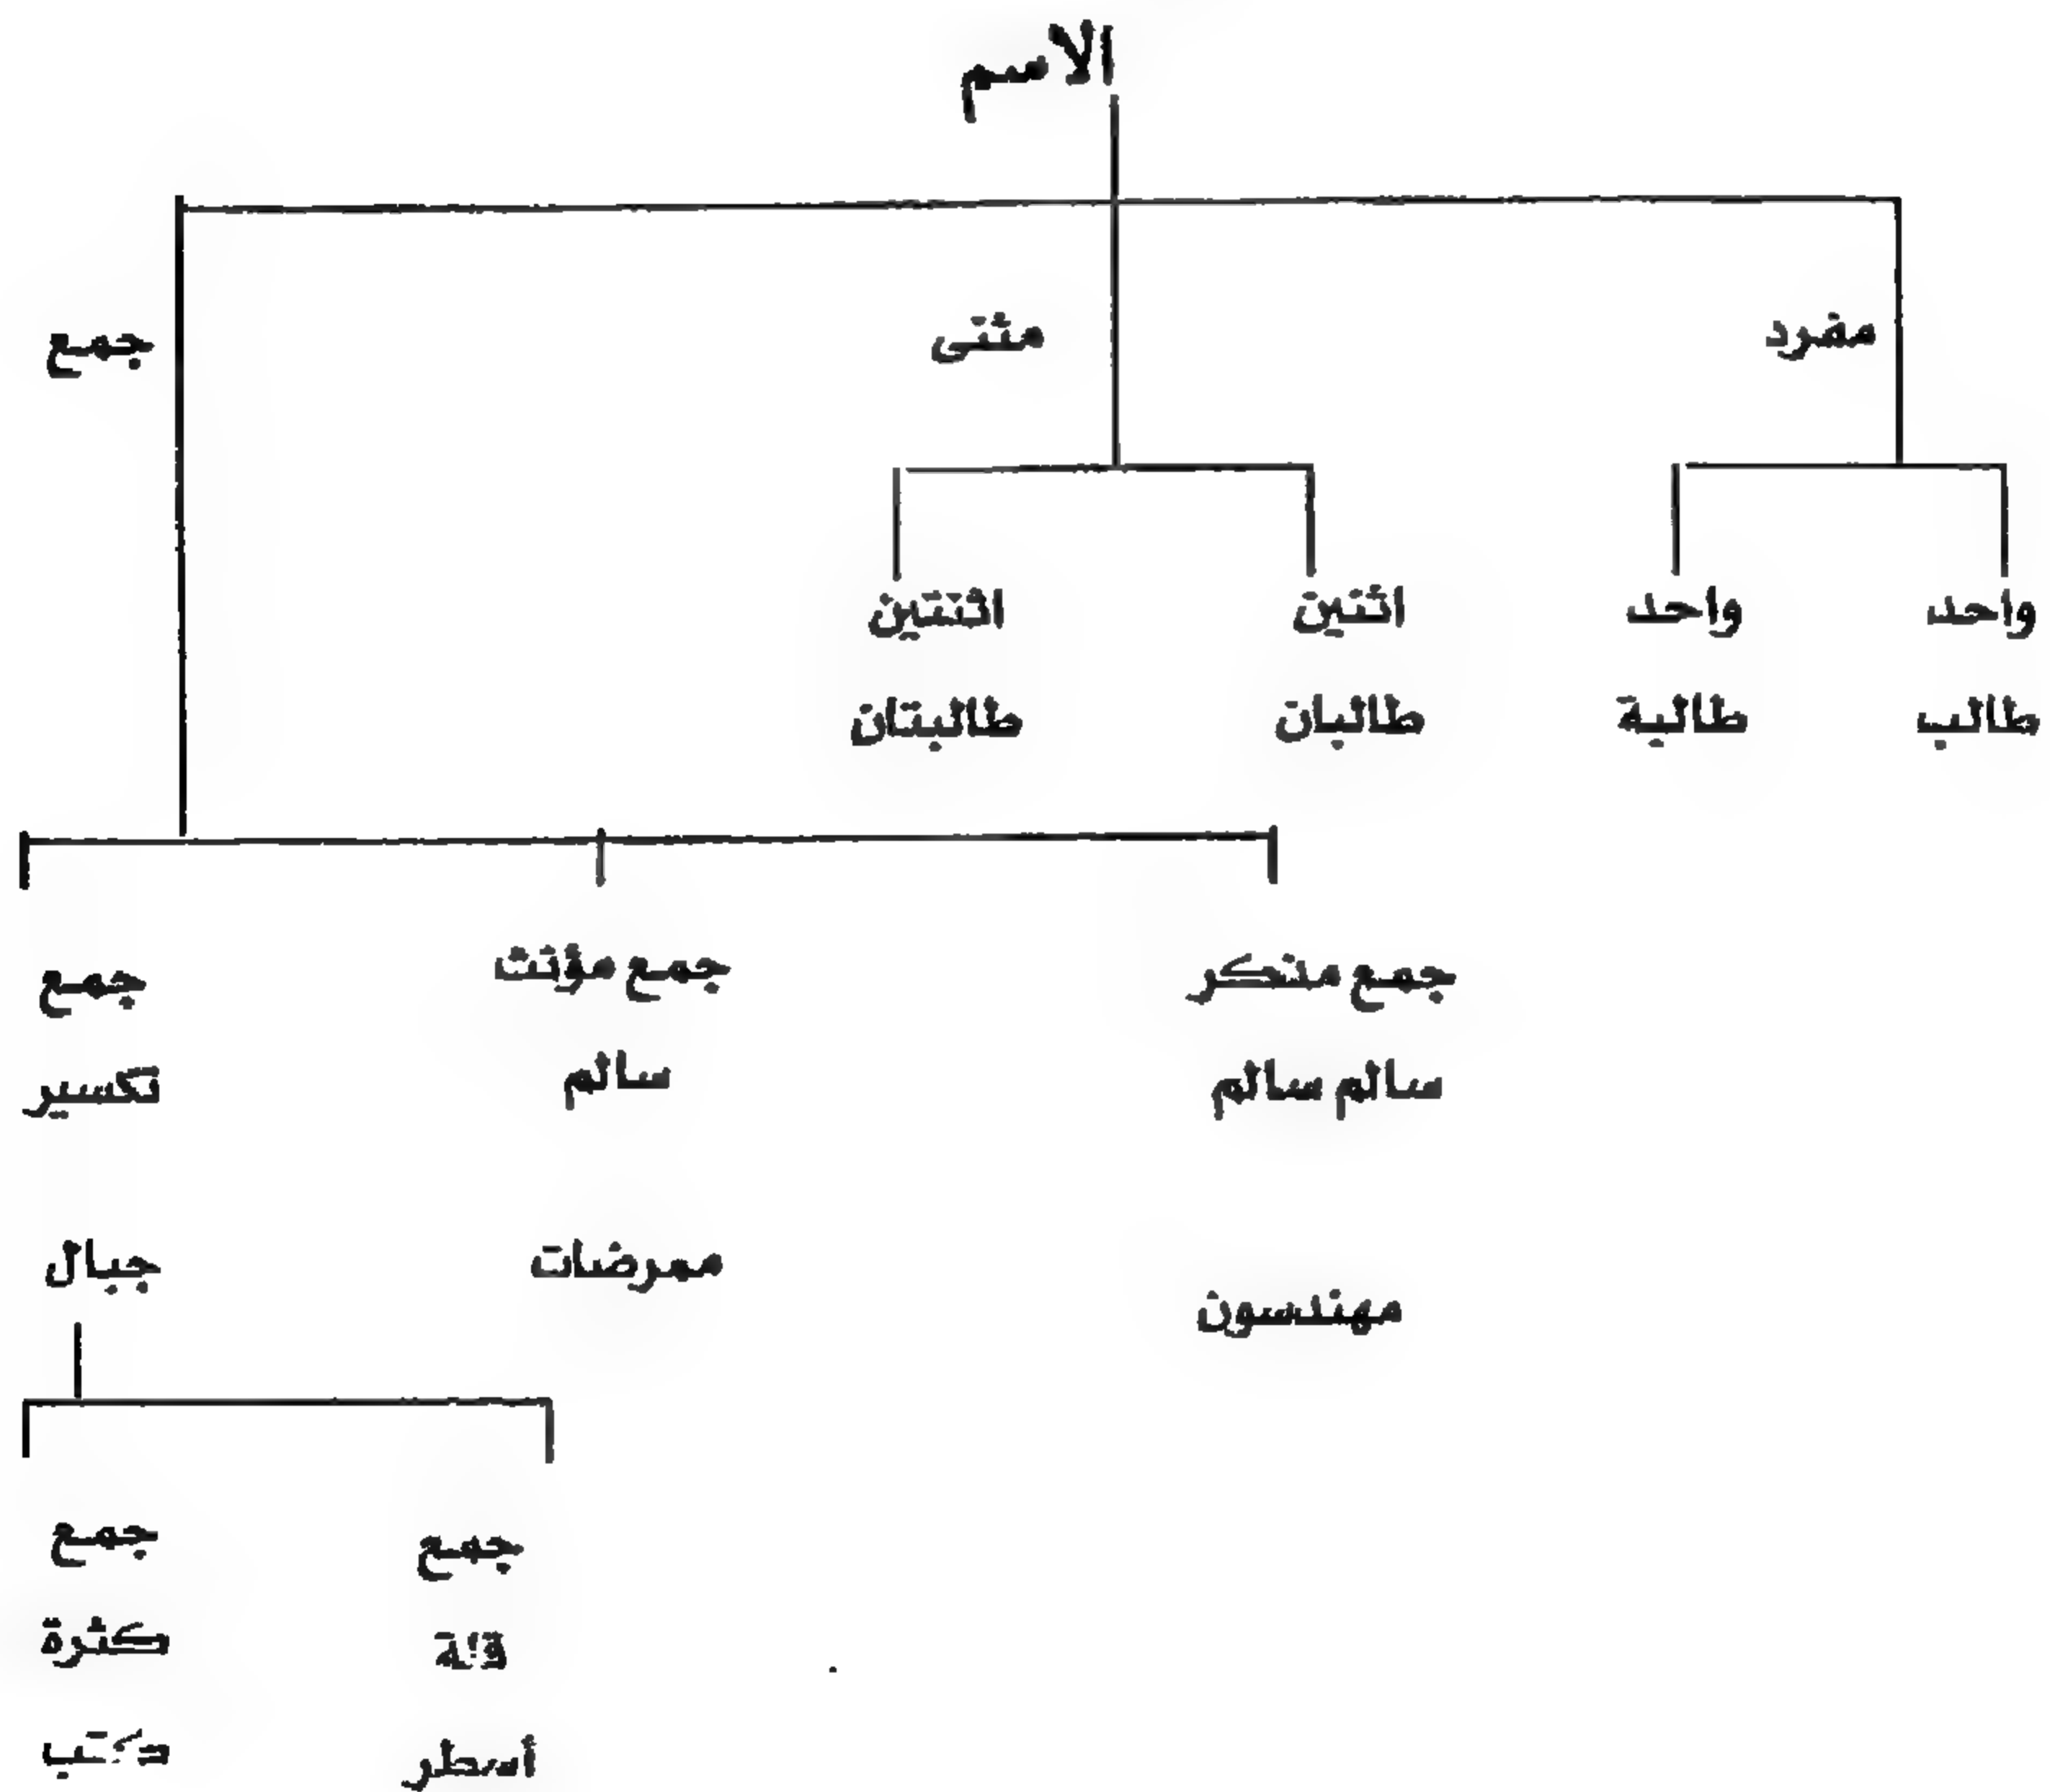 الاسم
مفرد
مثنى
جمع
واحد
واحد
اثنين
اثنتين
طالب
طالبة
طالبان
طالبتان
جمع مذكر
جمع مؤنث
جمع
سالم سالم
سالم
تكسير
مهندسون
ممرضات
جبال
جمع
جمع
قلة
كثرة
أسطر
كتب